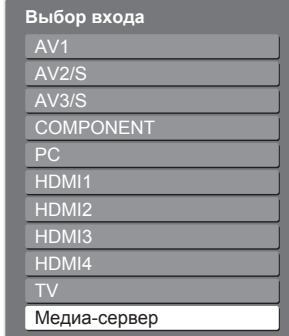 Выбор входа
AV1
AV2/S
AV3/S
COMPONENT
PC
HDMI1
HDMI2
HDMI3
HDMI4
TV
Медиа-сервер